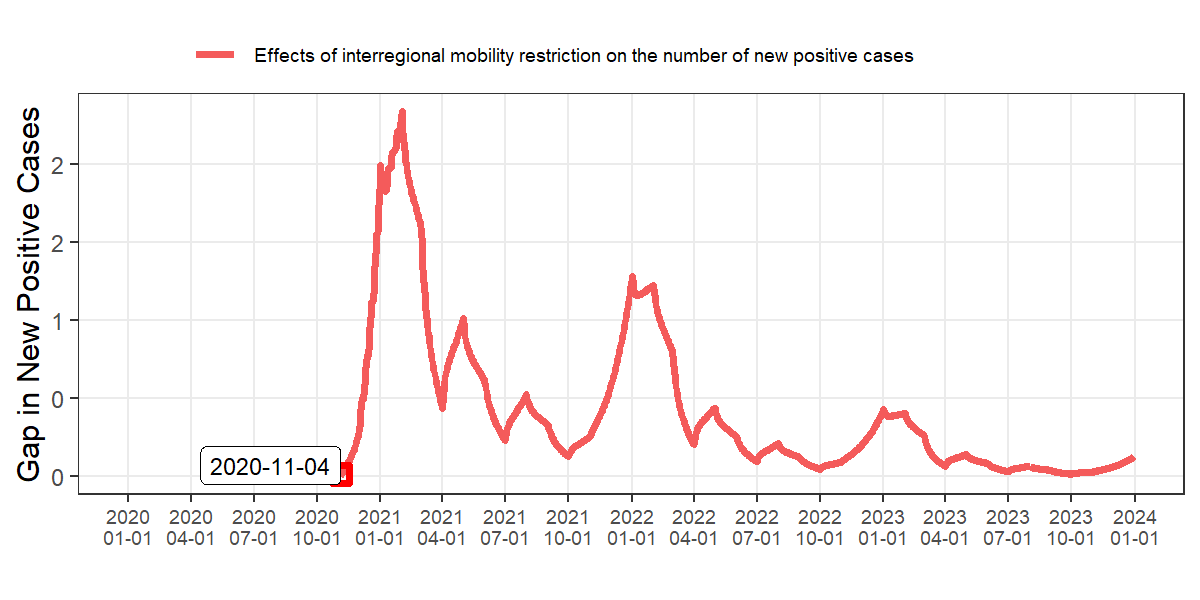 Effects of interregional mobility restriction on the number of new positive cases
Gap in New Positive Cases
2
2
1
0
0
2020-11-04
2020 2020 2020 2020 2021 2021 2021 2021 2022 2022 2022 2022 2023 2023 2023 2023 2024
01-01 04-01 07-01 10-01 01-01 04-01 07-01 10-01 01-01 04-01 07-01 10-01 01-01 04-01 07-01 10-01 01-01